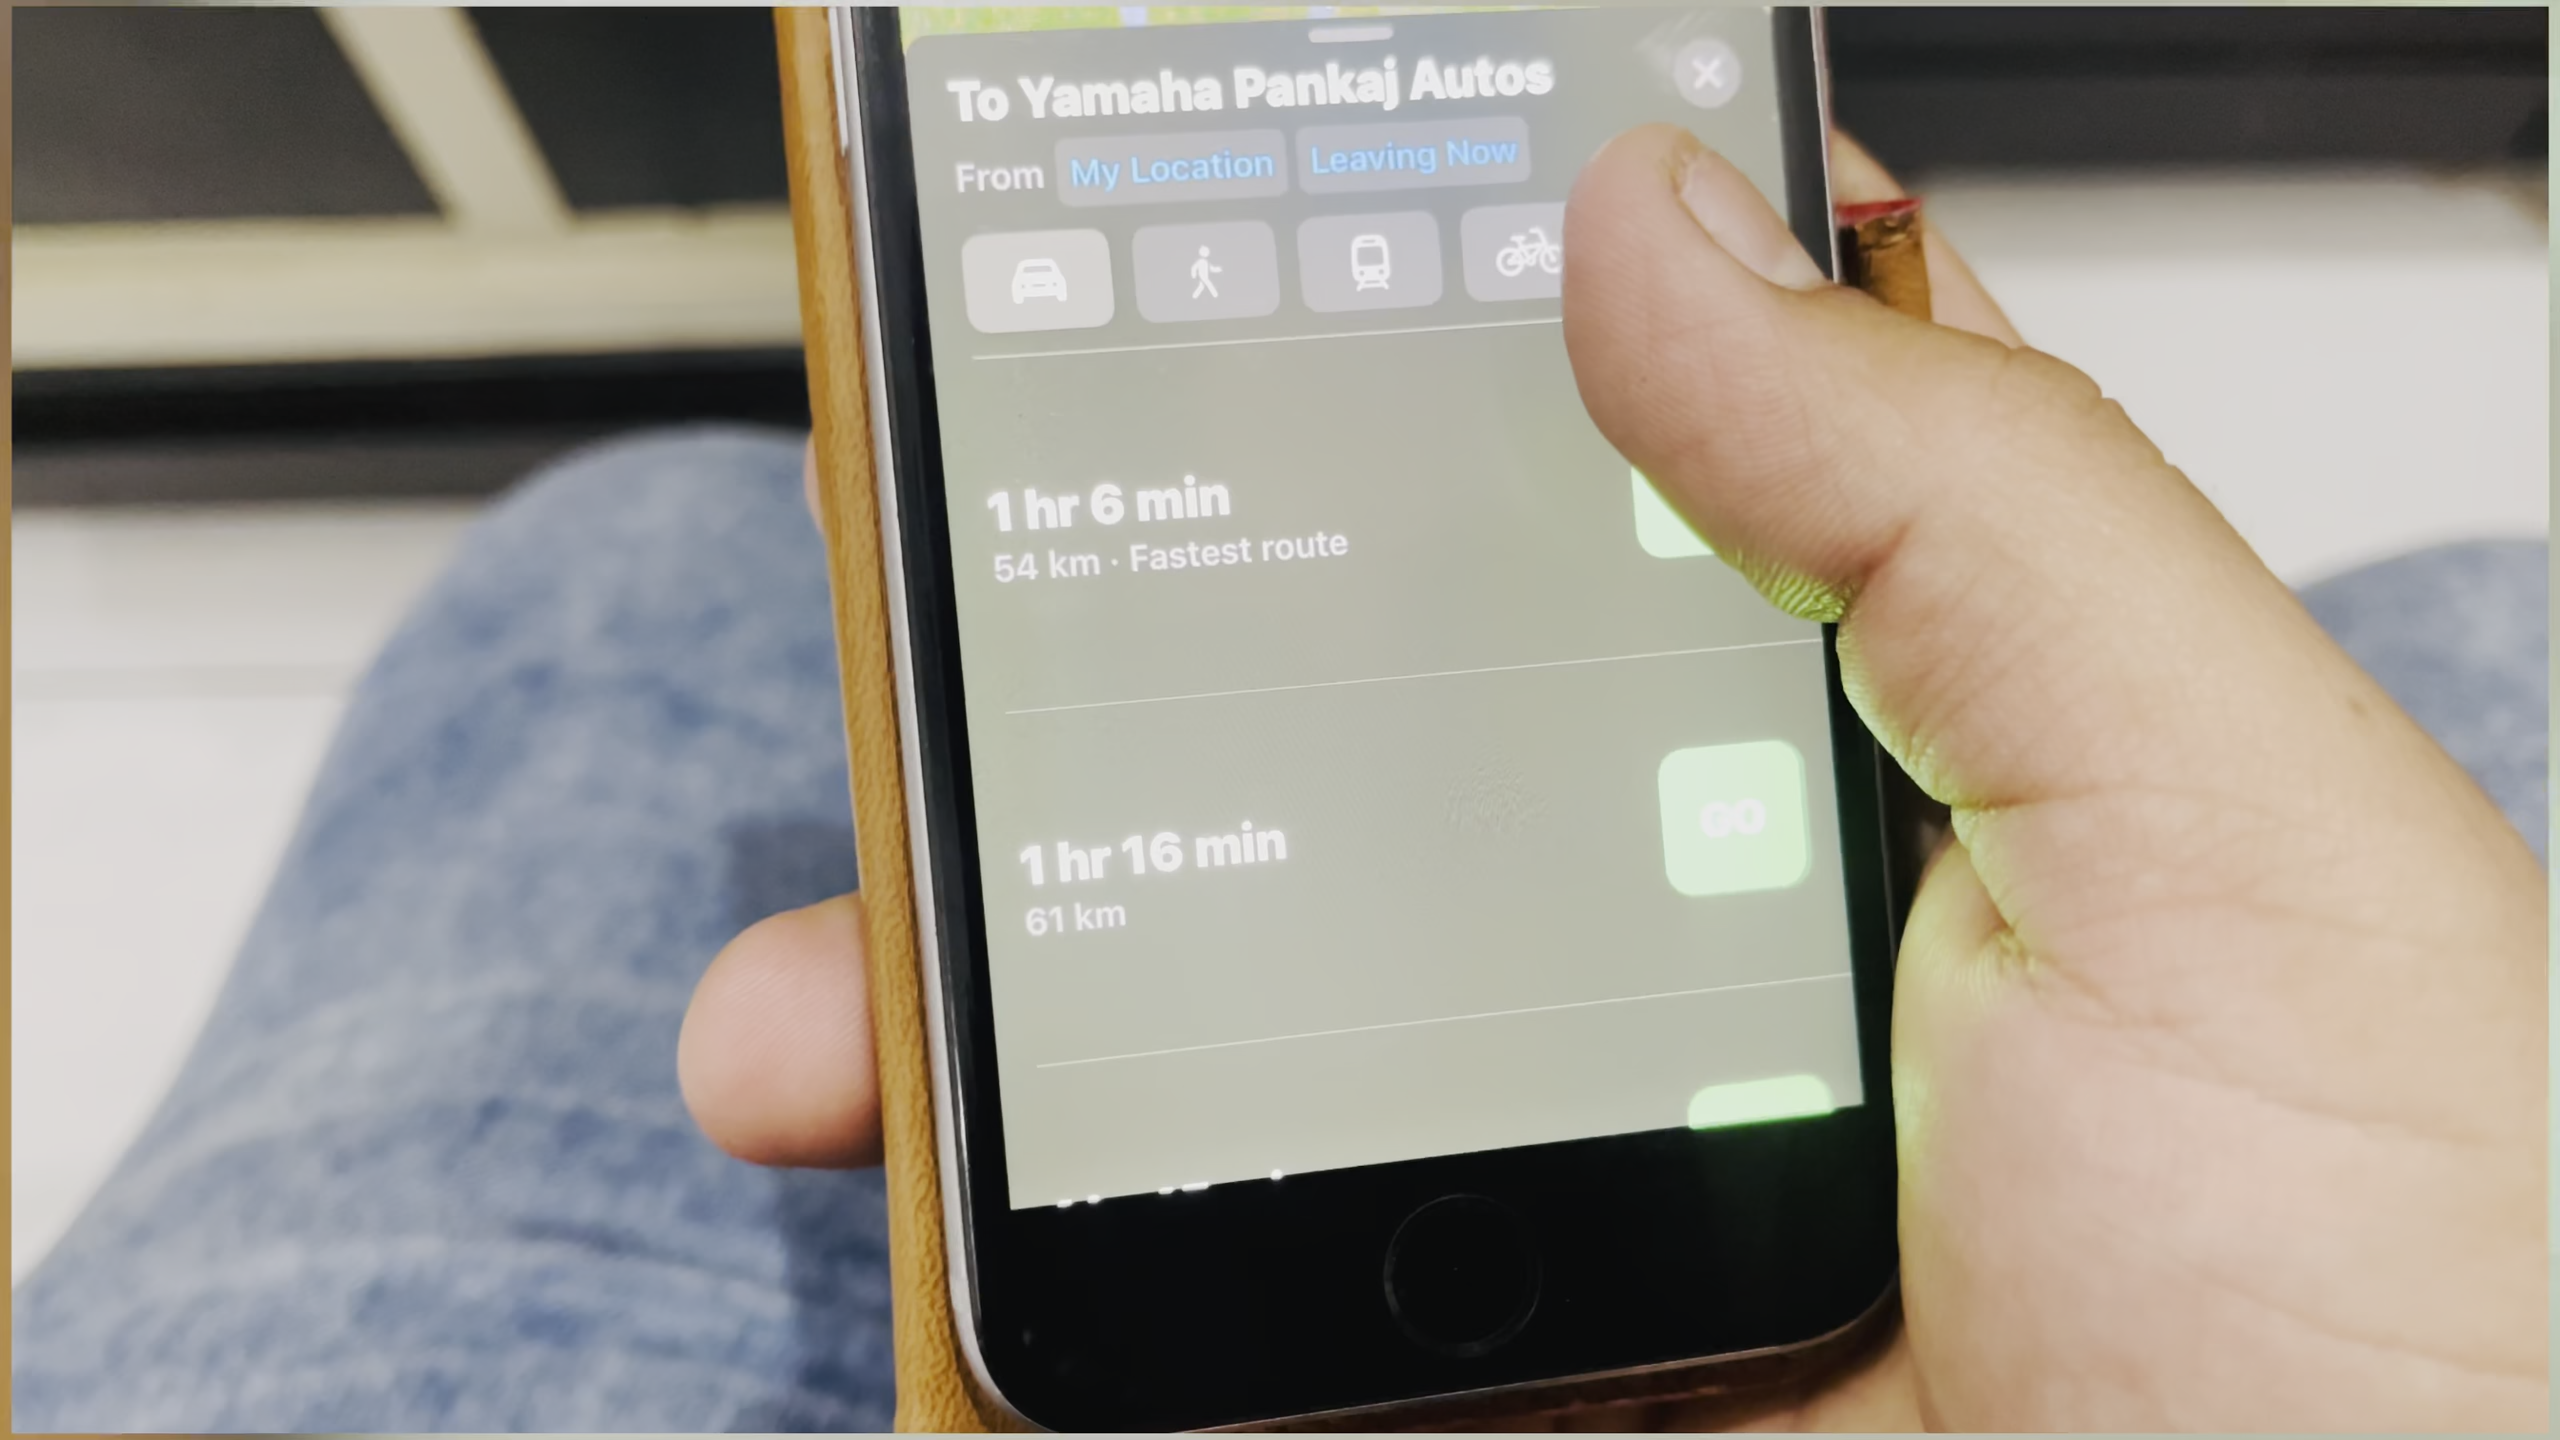 To Yamaha Pankaj Autos
From My Location Leaving Now
1 hr 6 min
54 km · Fastest route
1 hr 16 min
61 km
GO